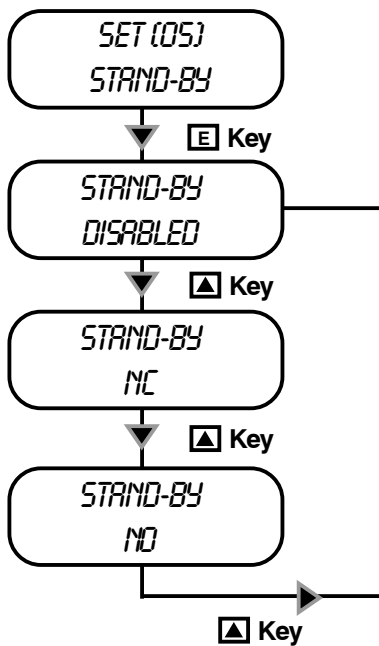 SET (05)
STAND-BY
E Key
STAND-BY
DISABLED
Key
STAND-BY
NC
Key
STAND-BY
NO
Key